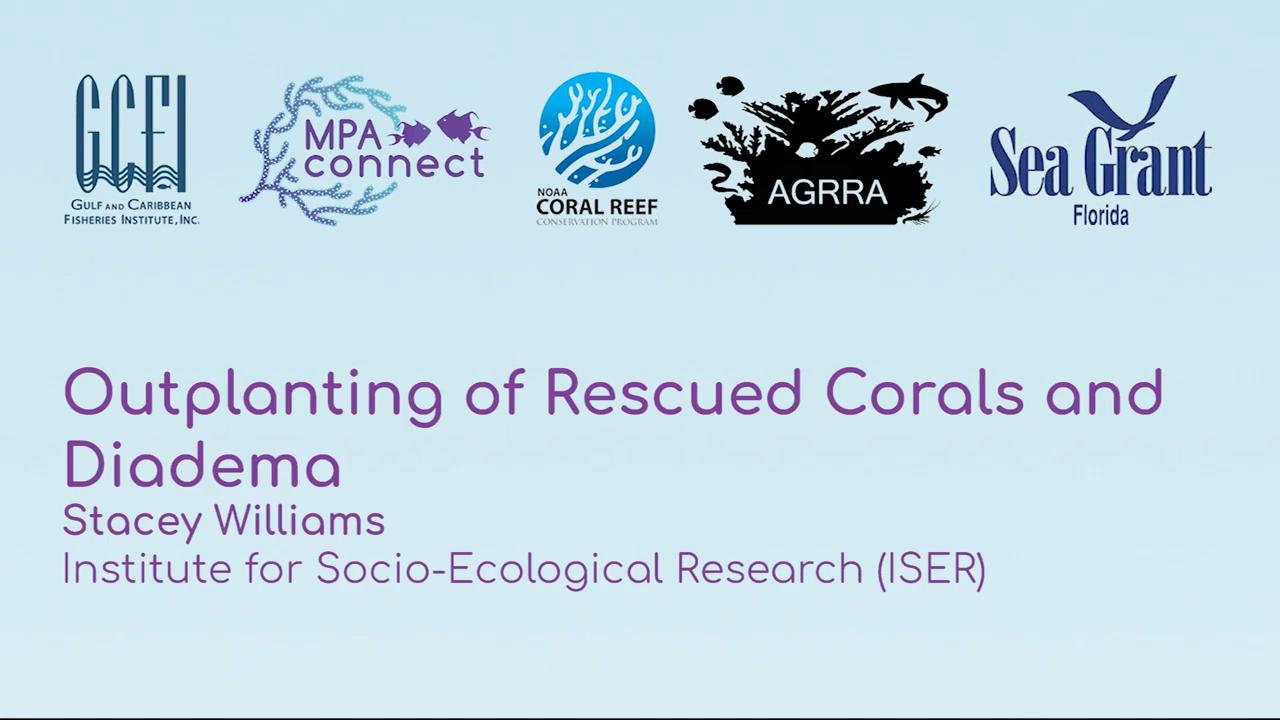 GCFI
GULF AND CARIBBEAN
FISHERIES INSTITUTE, INC.
MPA
connect
NOAA
CORAL REEF
CONSERVATION PROGRAM
AGRRA
Sea Grant
Florida
Outplanting of Rescued Corals and
Diadema
Stacey Williams
Institute for Socio-Ecological Research (ISER)